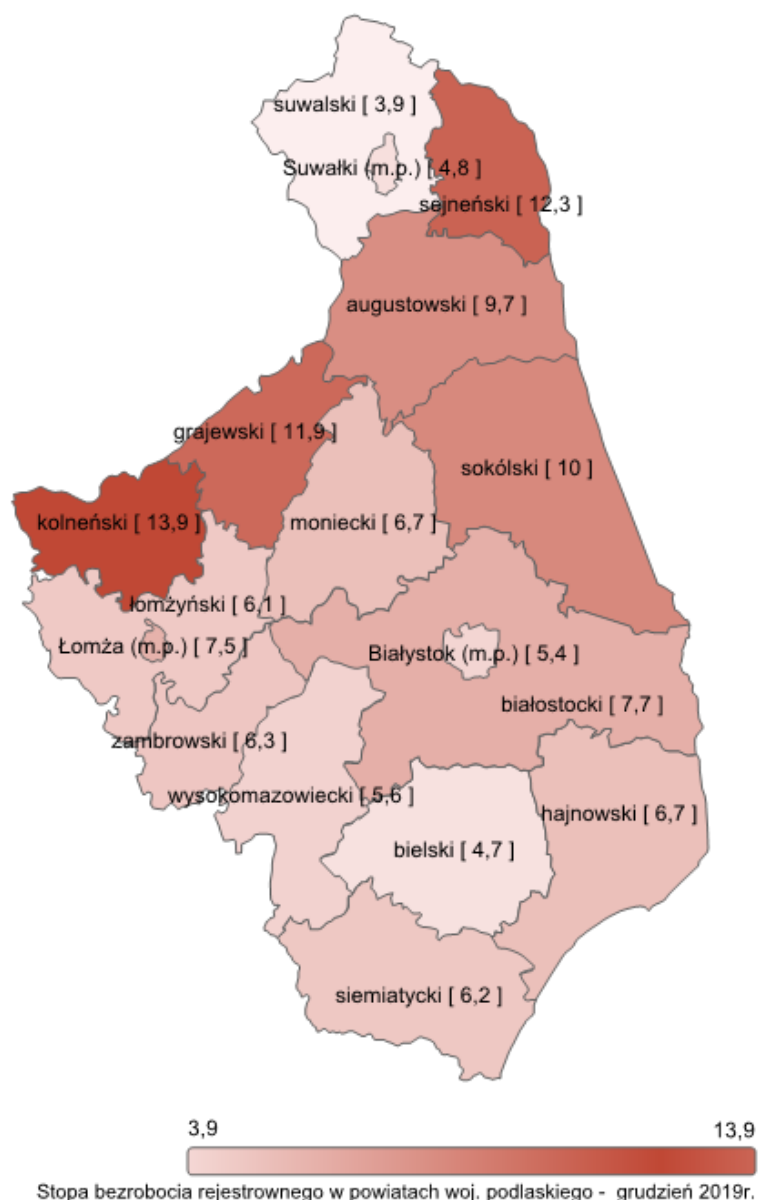 suwalski [ 3,9 ]
Suwałki (m.p.) [ 4,8 ]
sejneński [ 12,3 ]
augustowski [ 9,7 ]
grajewski [ 11,9 ]
sokólski [ 10 ]
kolneński [ 13,9 ]
moniecki [ 6,7 ]
łomżyński [ 6,1 ]
Łomża (m.p.) [ 7,5 ]
Białystok (m.p.) [ 5,4 ]
białostocki [ 7,7 ]
zambrowski [ 6,3 ]
wysokomazowiecki [ 5,6 ]
hajnowski [ 6,7 ]
bielski [ 4,7 ]
siemiatycki [ 6,2 ]
3,9 13,9
Stopa bezrobocia rejestrownego w powiatach woj. podlaskiego - grudzień 2019r.